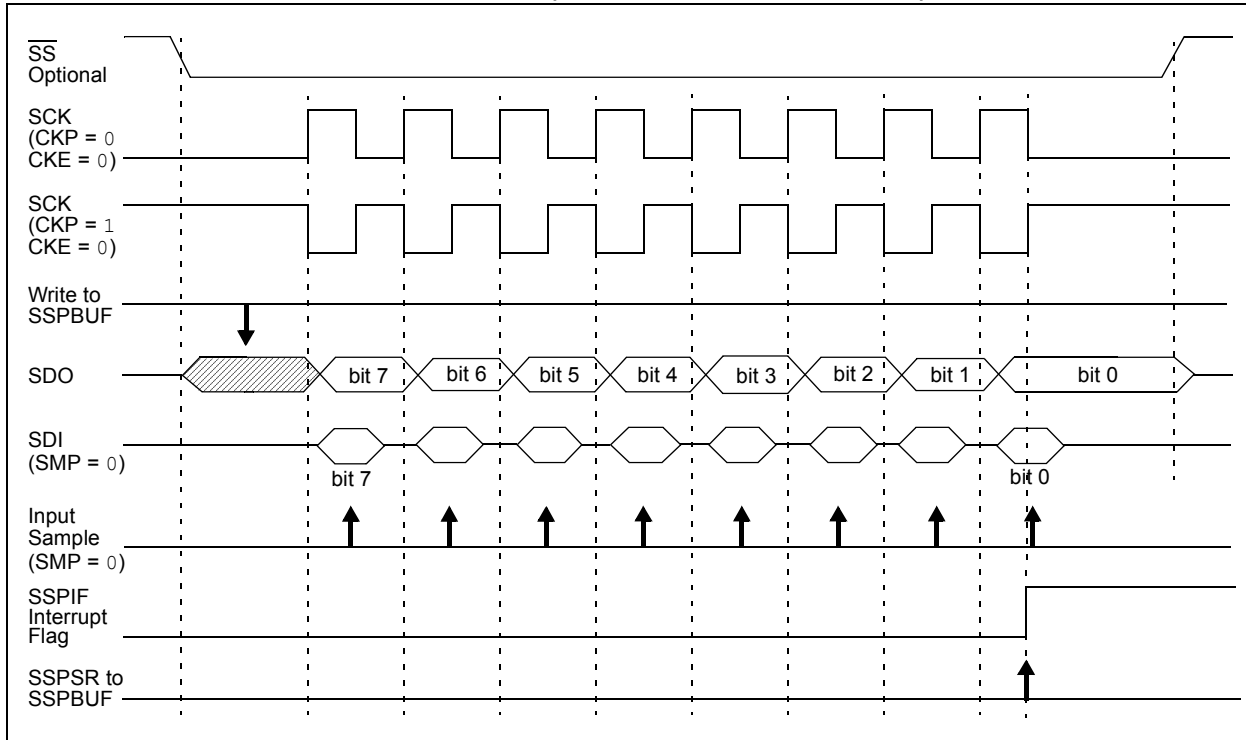 SS
Optional
SCK
(CKP = 0
CKE = 0)
SCK
(CKP = 1
CKE = 0)
Write to
SSPBUF
SDO
bit 7 bit 6 bit 5 bit 4 bit 3 bit 2 bit 1 bit 0
SDI
(SMP = 0)
bit 7 bit 0
Input
Sample
(SMP = 0)
SSPIF
Interrupt
Flag
SSPSR to
SSPBUF